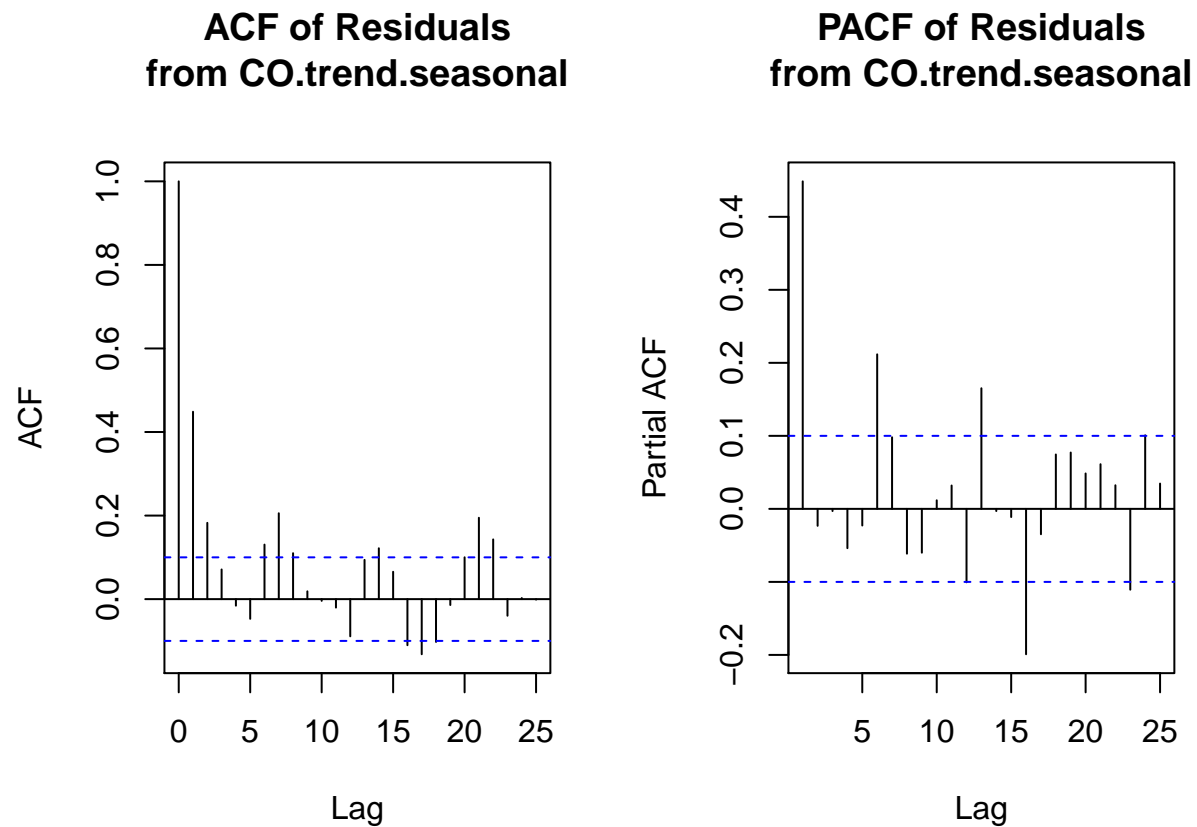 ACF of Residuals
from CO.trend.seasonal
ACF
1.0
0.8
0.6
0.4
0.2
0.0
0 5 10 15 20 25
Lag
PACF of Residuals
from CO.trend.seasonal
Partial ACF
0.4
0.3
0.2
0.1
0.0
−0.2
5 10 15 20 25
Lag